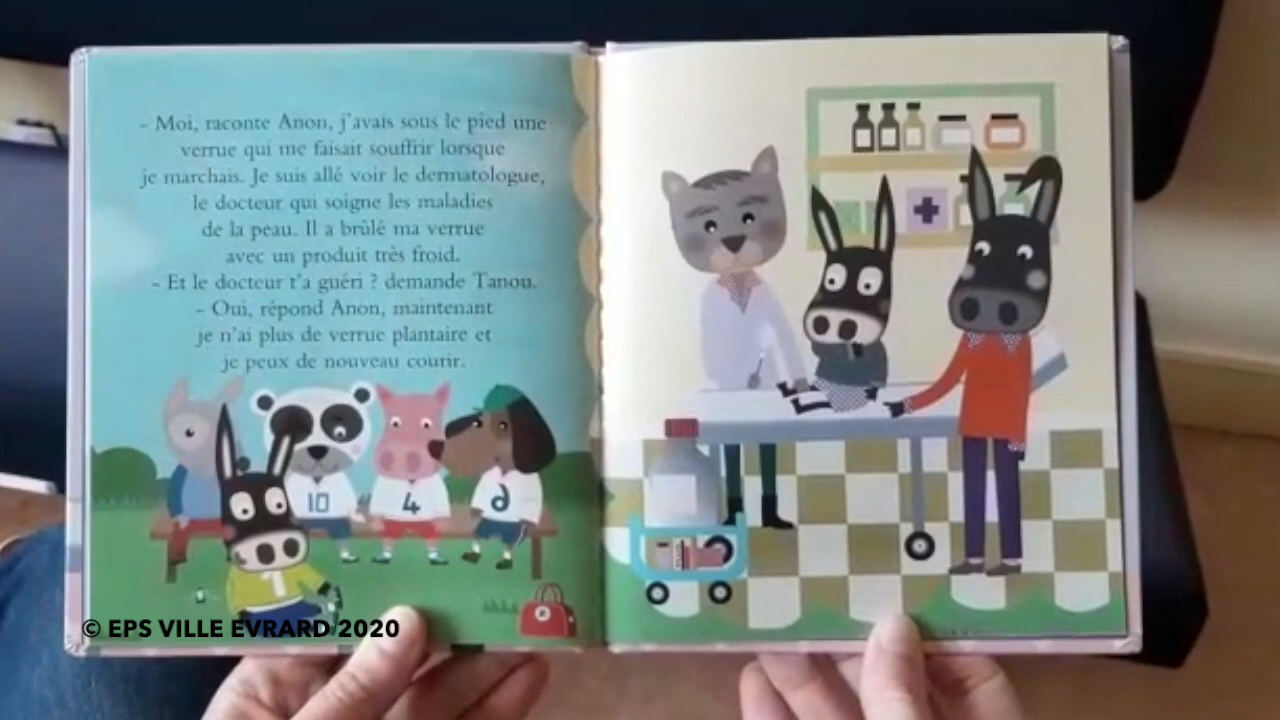 - Moi, raconte Anon, j'avais sous le pied une
verrue qui me faisait souffrir lorsque
je marchais. Je suis allé voir le dermatologue,
le docteur qui soigne les maladies
de la peau. Il a brûlé ma verrue
avec un produit très froid.
- Et le docteur t'a guéri ? demande Tanou.
- Oui, répond Anon, maintenant
je n'ai plus de verrue plantaire et
je peux de nouveau courir.
10
4
1
© EPS VILLE EVRARD 2020